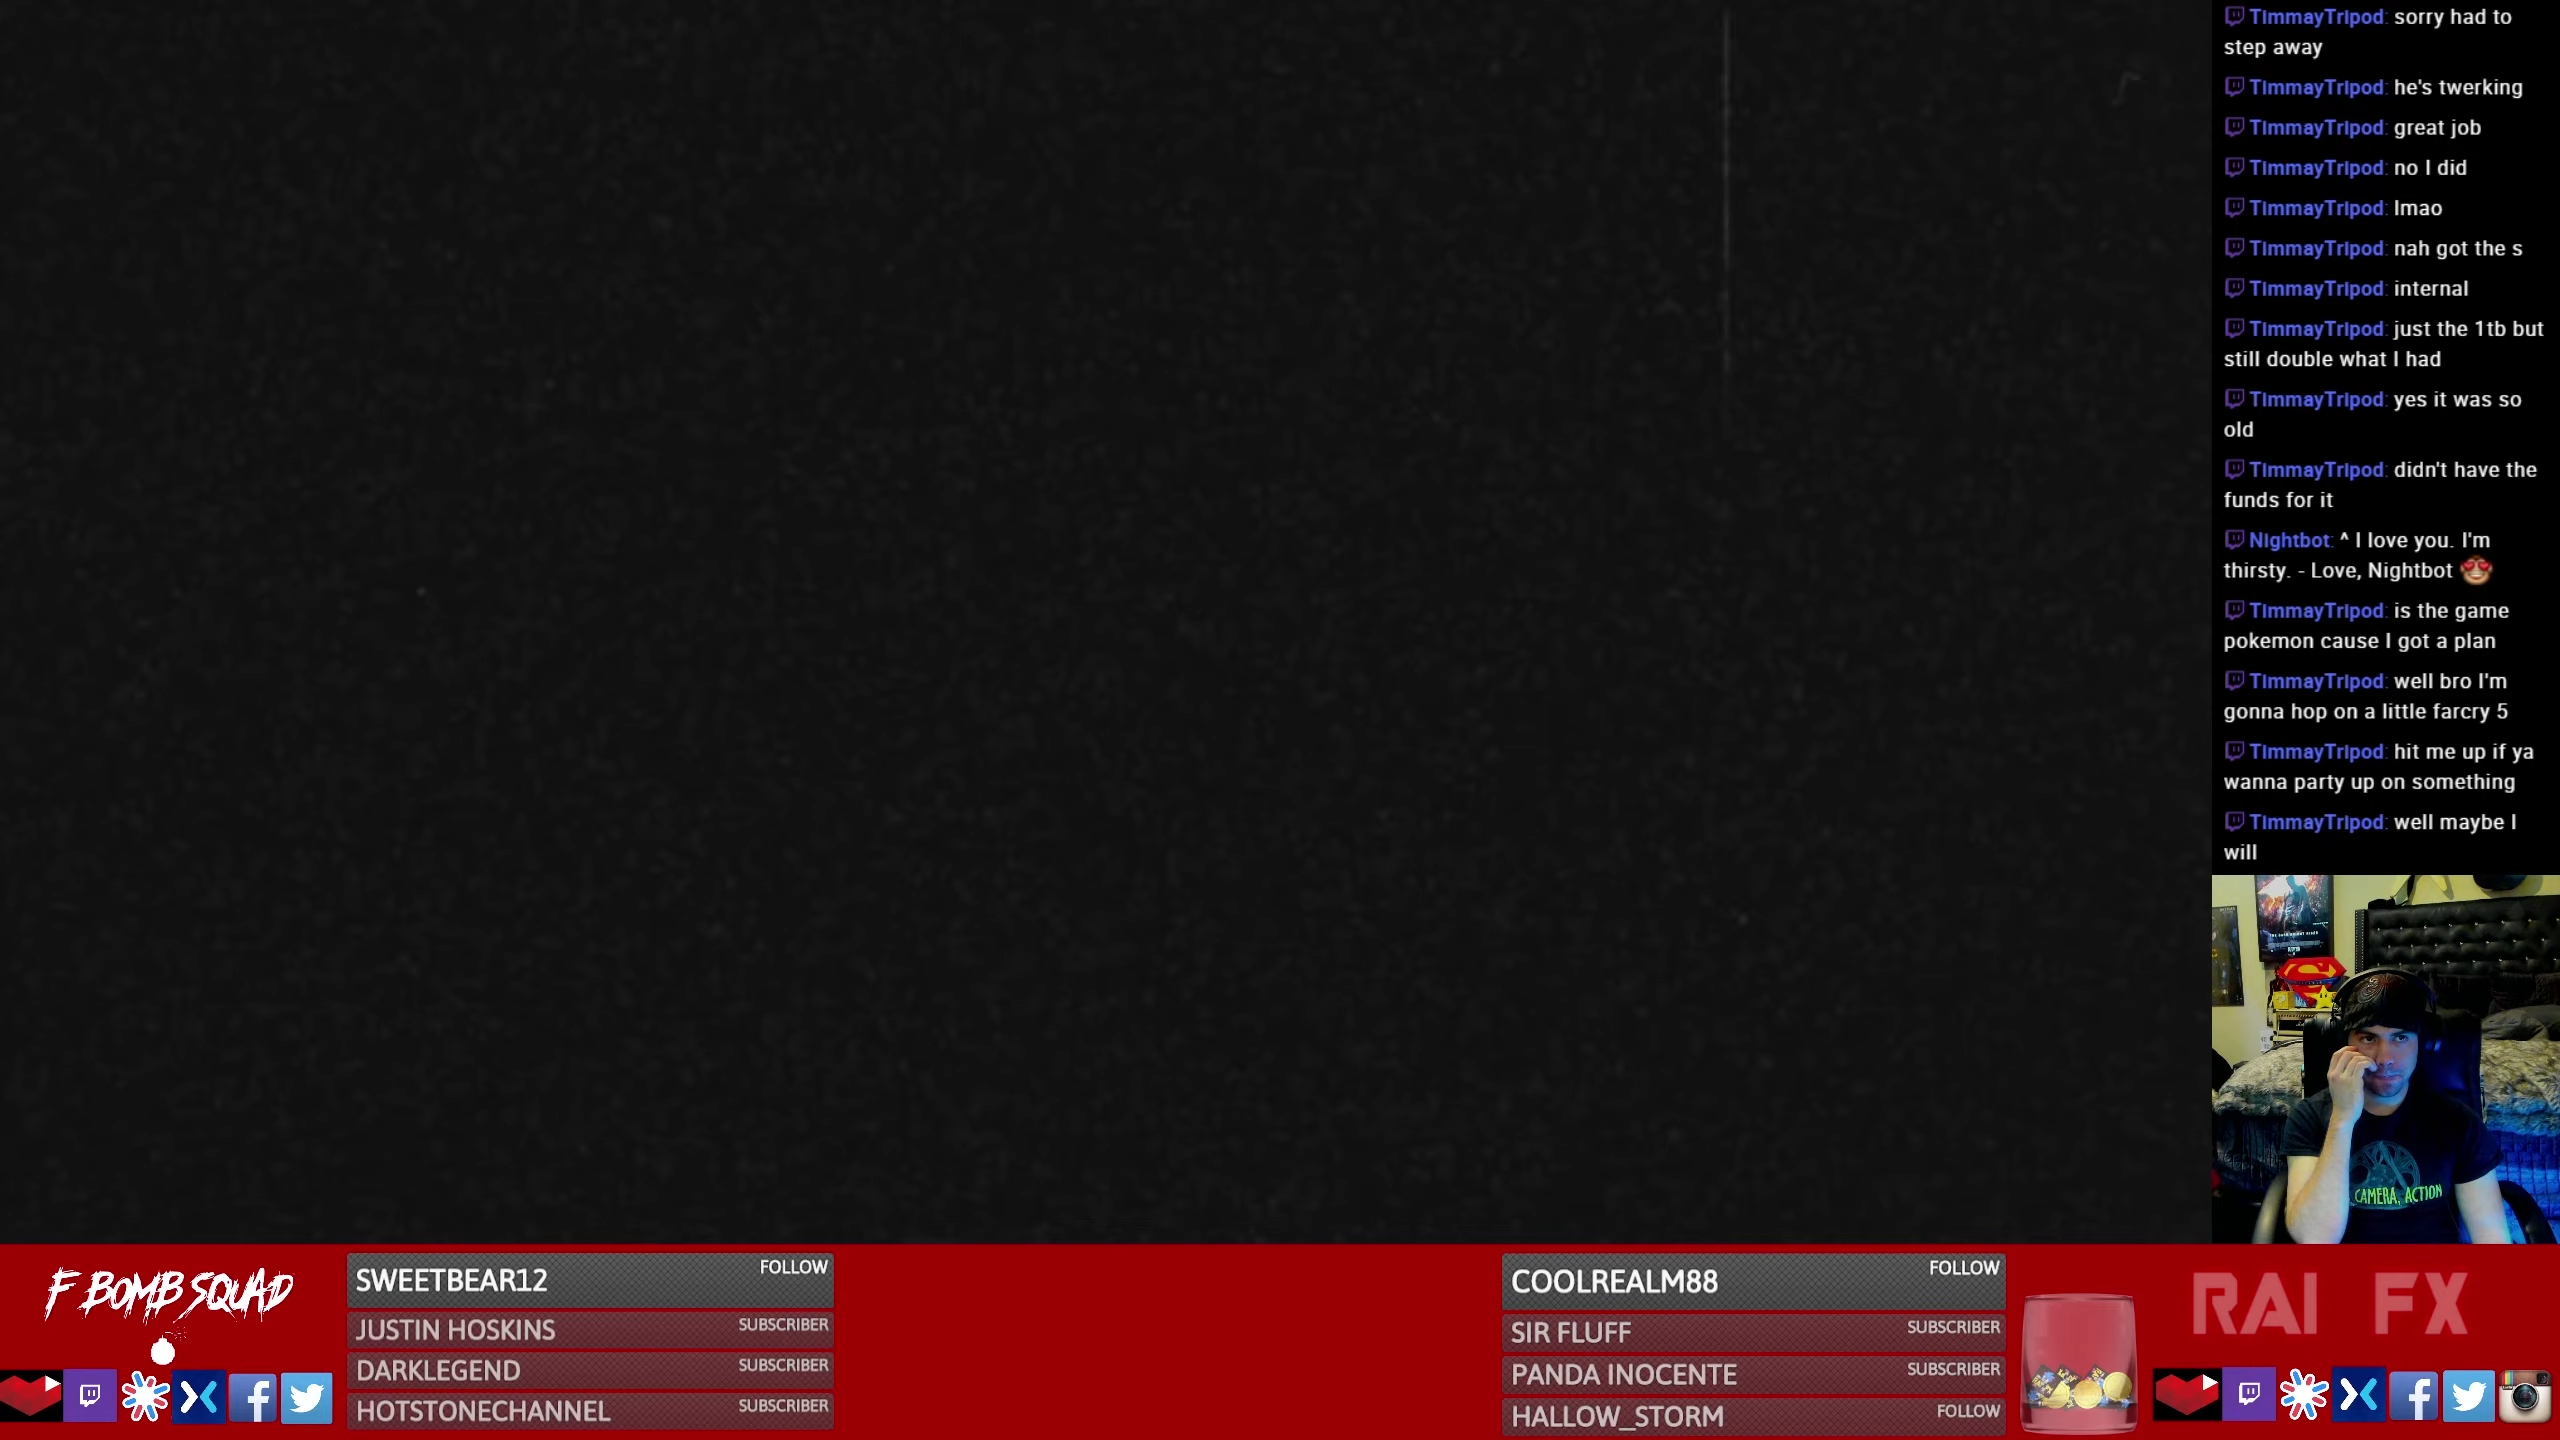 TimmayTripod: sorry had to
step away
TimmayTripod: he's twerking
TimmayTripod: great job
TimmayTripod: no I did
TimmayTripod: lmao
TimmayTripod: nah got the s
TimmayTripod: internal
TimmayTripod: just the 1tb but
still double what I had
TimmayTripod: yes it was so
old
TimmayTripod: didn't have the
funds for it
Nightbot: ^ I love you. I'm
thirsty. - Love, Nightbot
TimmayTripod: is the game
pokemon cause I got a plan
TimmayTripod: well bro I'm
gonna hop on a little farcry 5
TimmayTripod: hit me up if ya
wanna party up on something
TimmayTripod: well maybe I
will
CAMERA, ACTION
F BOMB SQUAD
SWEETBEAR12 FOLLOW
JUSTIN HOSKINS SUBSCRIBER
DARKLEGEND SUBSCRIBER
HOTSTONECHANNEL SUBSCRIBER
COOLREALM88 FOLLOW
SIR FLUFF SUBSCRIBER
PANDA INOCENTE SUBSCRIBER
HALLOW_STORM FOLLOW
RAI FX